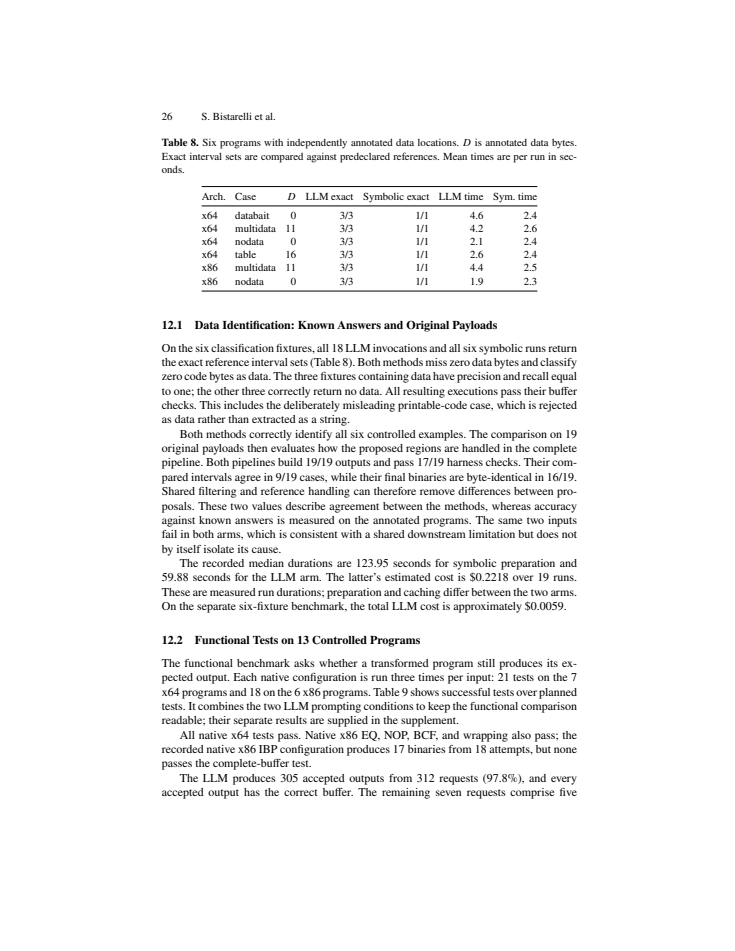 26 S. Bistarelli et al.
Table 8. Six programs with independently annotated data locations. D is annotated data bytes.
Exact interval sets are compared against predeclared references. Mean times are per run in sec-
onds.
Arch. Case D LLM exact Symbolic exact LLM time Sym. time
x64 databait 0 3/3 1/1 4.6 2.4
x64 multidata 11 3/3 1/1 4.2 2.6
x64 nodata 0 3/3 1/1 2.1 2.4
x64 table 16 3/3 1/1 2.6 2.4
x86 multidata 11 3/3 1/1 4.4 2.5
x86 nodata 0 3/3 1/1 1.9 2.3
12.1 Data Identification: Known Answers and Original Payloads
On the six classification fixtures, all 18 LLM invocations and all six symbolic runs return
the exact reference interval sets (Table 8). Both methods miss zero data bytes and classify
zero code bytes as data. The three fixtures containing data have precision and recall equal
to one; the other three correctly return no data. All resulting executions pass their buffer
checks. This includes the deliberately misleading printable-code case, which is rejected
as data rather than extracted as a string.
Both methods correctly identify all six controlled examples. The comparison on 19
original payloads then evaluates how the proposed regions are handled in the complete
pipeline. Both pipelines build 19/19 outputs and pass 17/19 harness checks. Their com-
pared intervals agree in 9/19 cases, while their final binaries are byte-identical in 16/19.
Shared filtering and reference handling can therefore remove differences between pro-
posals. These two values describe agreement between the methods, whereas accuracy
against known answers is measured on the annotated programs. The same two inputs
fail in both arms, which is consistent with a shared downstream limitation but does not
by itself isolate its cause.
The recorded median durations are 123.95 seconds for symbolic preparation and
59.88 seconds for the LLM arm. The latter's estimated cost is $0.2218 over 19 runs.
These are measured run durations; preparation and caching differ between the two arms.
On the separate six-fixture benchmark, the total LLM cost is approximately $0.0059.
12.2 Functional Tests on 13 Controlled Programs
The functional benchmark asks whether a transformed program still produces its ex-
pected output. Each native configuration is run three times per input: 21 tests on the 7
x64 programs and 18 on the 6 x86 programs. Table 9 shows successful tests over planned
tests. It combines the two LLM prompting conditions to keep the functional comparison
readable; their separate results are supplied in the supplement.
All native x64 tests pass. Native x86 EQ, NOP, BCF, and wrapping also pass; the
recorded native x86 IBP configuration produces 17 binaries from 18 attempts, but none
passes the complete-buffer test.
The LLM produces 305 accepted outputs from 312 requests (97.8%), and every
accepted output has the correct buffer. The remaining seven requests comprise five